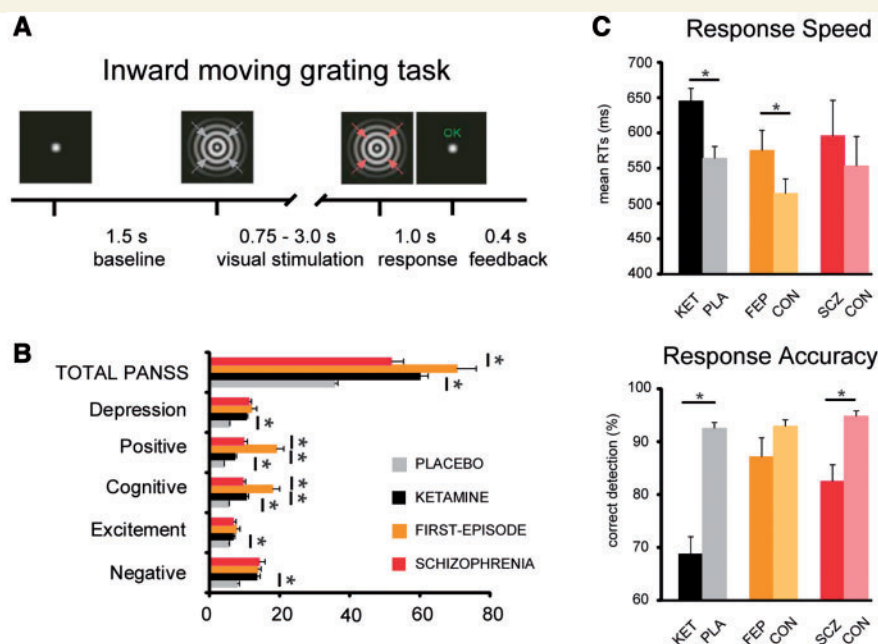 A
Inward moving grating task
OK
1.5 s
0.75 - 3.0 s
1.0 s
0.4 s
baseline
visual stimulation
response
feedback
B
TOTAL PANSS
Depression
Positive
Cognitive
Excitement
Negative
*
*
*
*
*
*
*
*
*
*
*
PLACEBO
KETAMINE
FIRST-EPISODE
SCHIZOPHRENIA
0
20
40
60
80
C
Response Speed
mean RTs (ms)
700
650
600
550
500
450
400
*
*
KET
PLA
FEP
CON
SCZ
CON
Response Accuracy
correct detection (%)
100
90
80
70
60
*
*
KET
PLA
FEP
CON
SCZ
CON